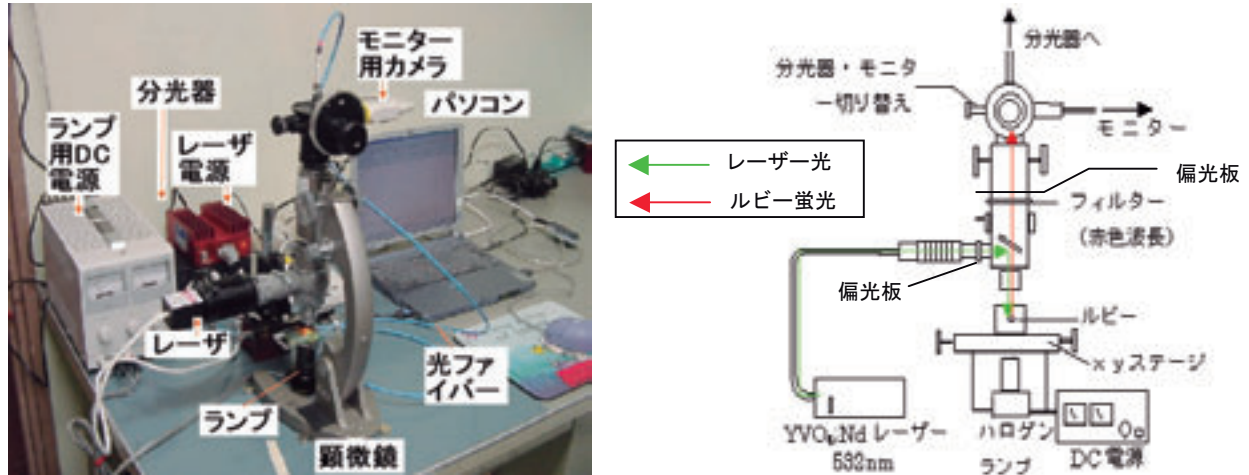 モニター
用カメラ
分光器
パソコン
ランプ
用DC
電源
レーザ
電源
レーザ
光ファ
イバー
ランプ
顕微鏡
分光器へ
分光器・モニタ
ー切り替え
モニター
レーザー光
ルビー蛍光
偏光板
フィルター
(赤色波長)
偏光板
ルビー
xyステージ
YVO₄:Nd レーザー
532nm
ハロゲン
ランプ
DC電源